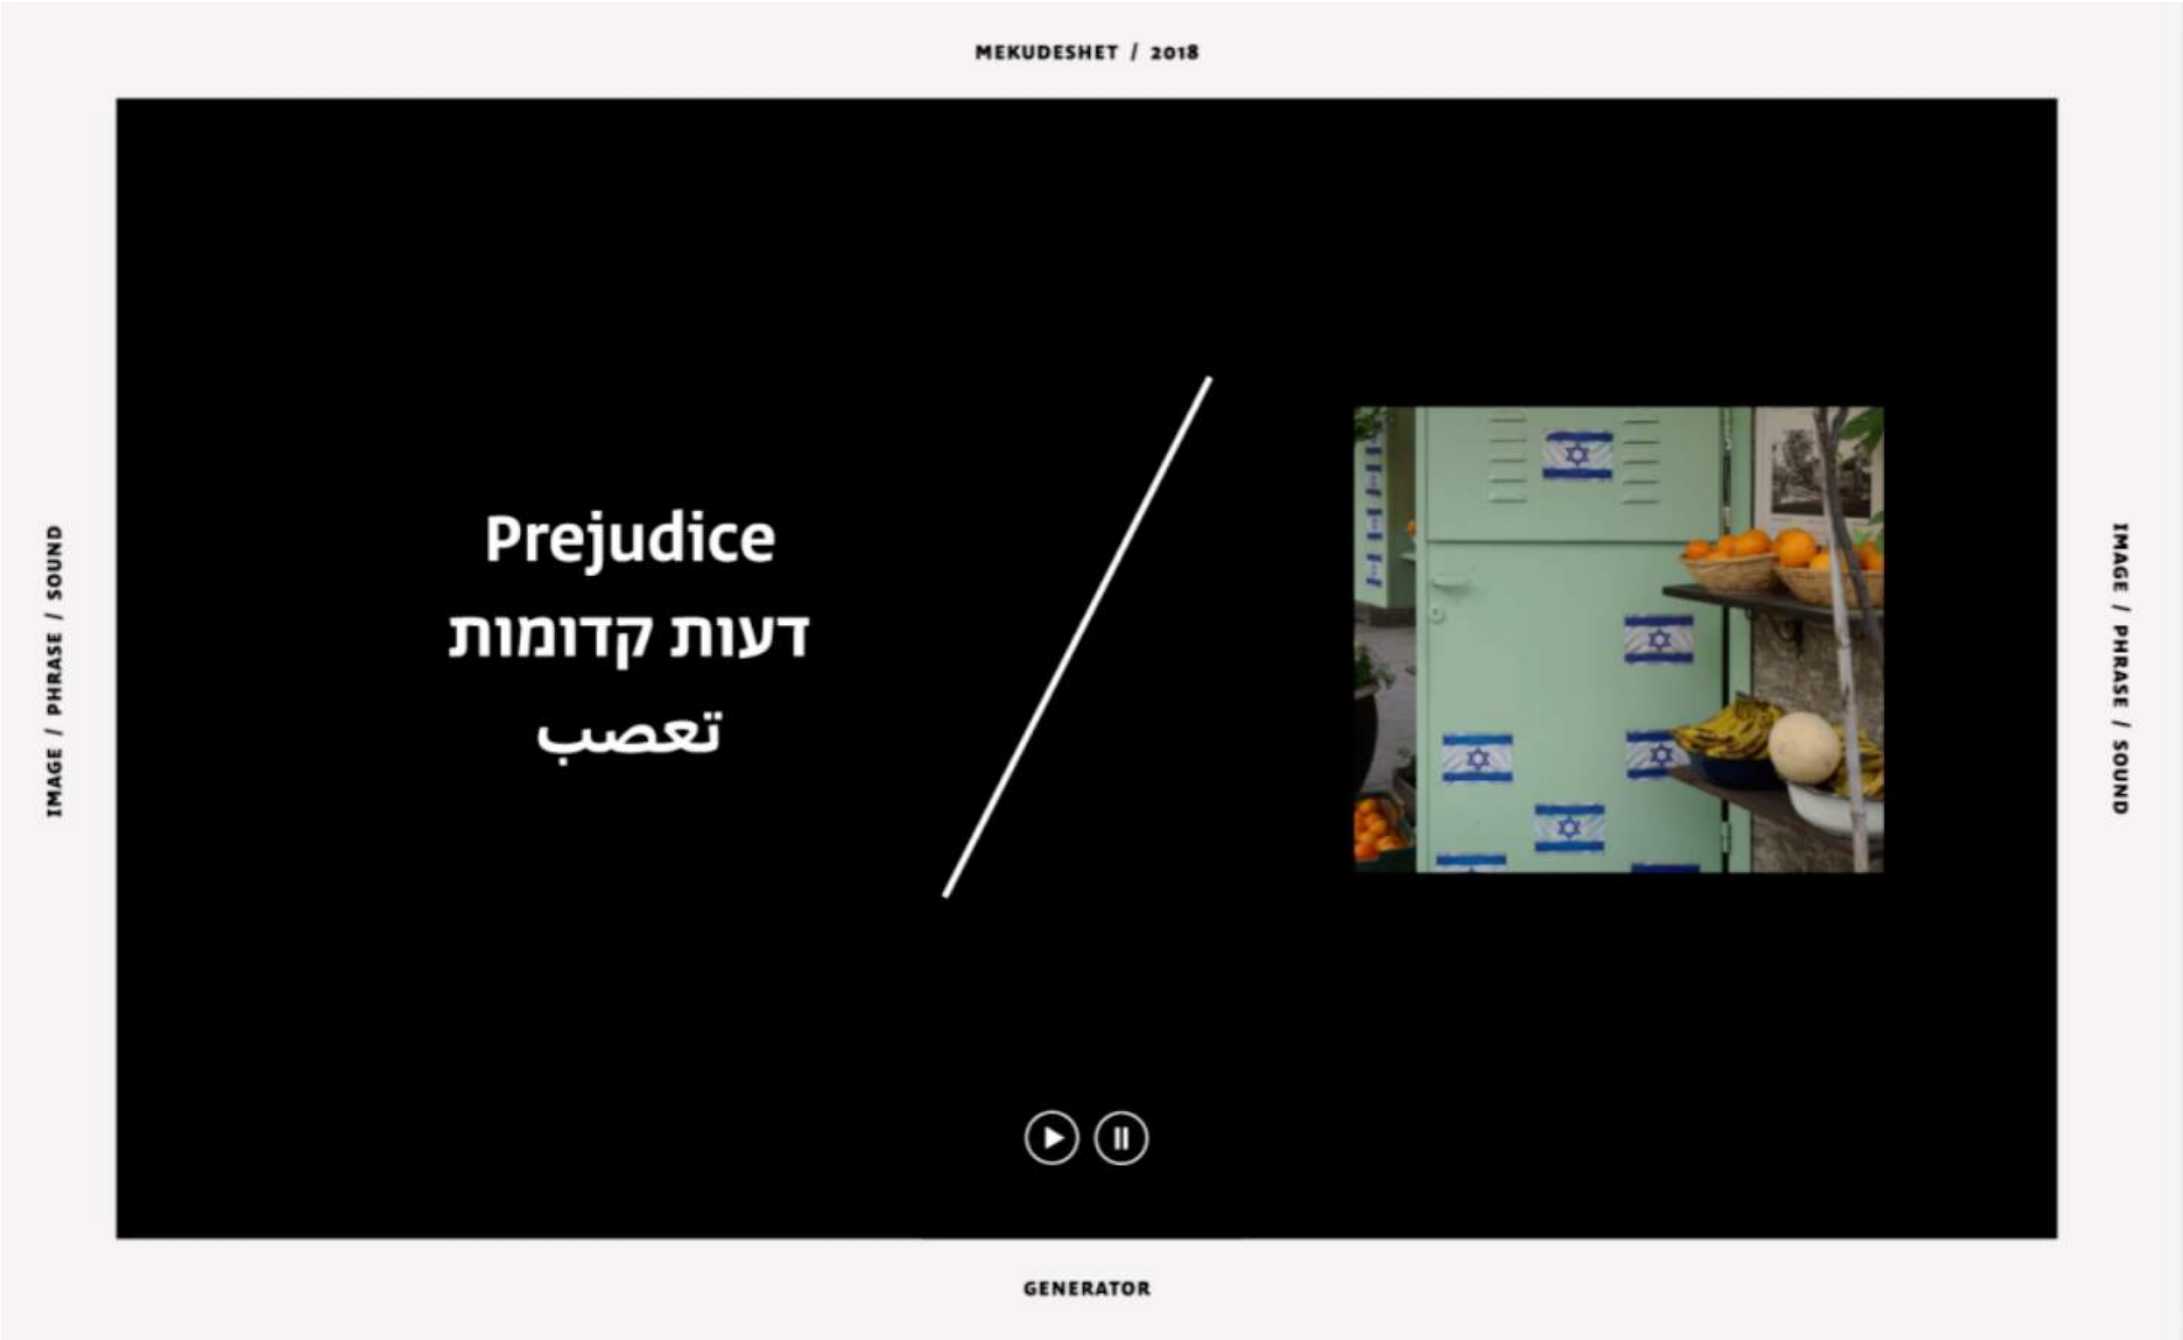 MEKUDESHET / 2018
IMAGE / PHRASE / SOUND
Prejudice
דעות קדומות
تعصب
IMAGE / PHRASE / SOUND
GENERATOR